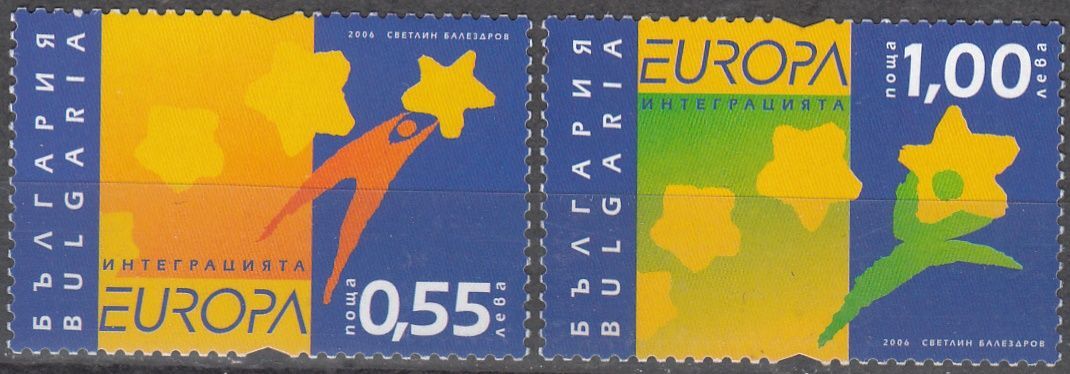 БЪЛГАРИЯ
BULGARIA
2006 СВЕТЛИН БАЛЕЗДРОВ
ИНТЕГРАЦИЯТА
EUROPA
поща 0,55 лева
БЪЛГАРИЯ
BULGARIA
EUROPA
ИНТЕГРАЦИЯТА
поща 1,00 лева
2006 СВЕТЛИН БАЛЕЗДРОВ